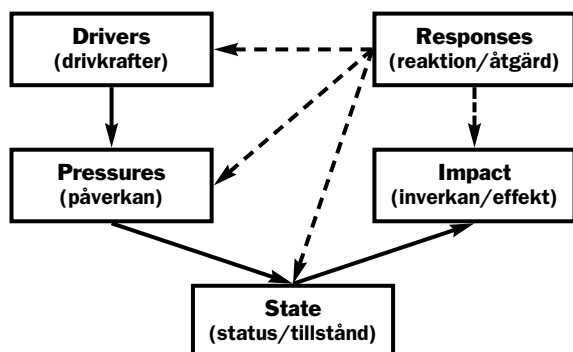 Drivers
(drivkrafter)
Responses
(reaktion/åtgärd)
Pressures
(påverkan)
Impact
(inverkan/effekt)
State
(status/tillstånd)